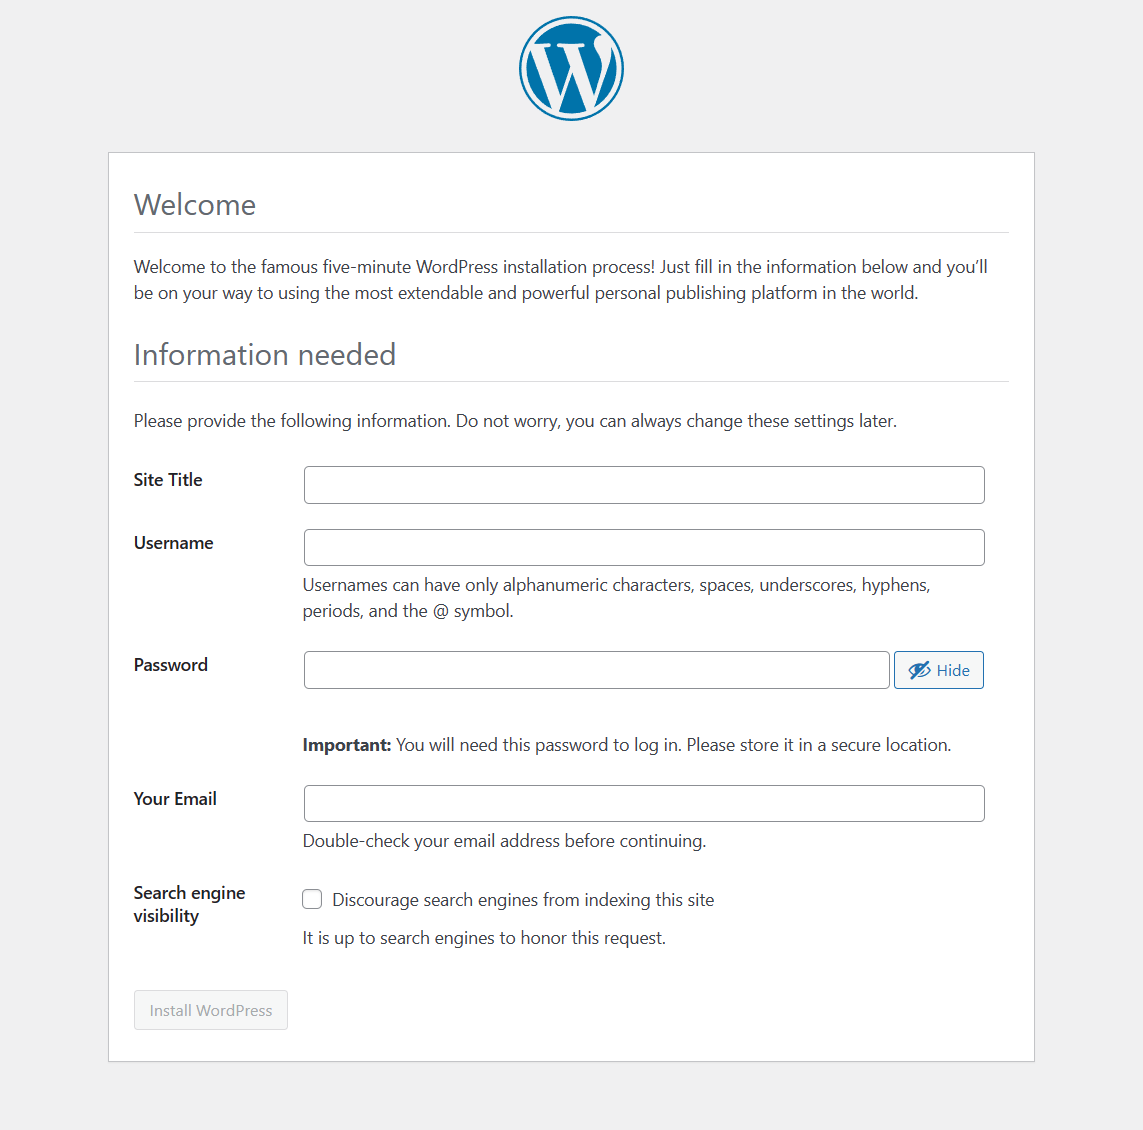 Welcome
Welcome to the famous five-minute WordPress installation process! Just fill in the information below and you’ll
be on your way to using the most extendable and powerful personal publishing platform in the world.
Information needed
Please provide the following information. Do not worry, you can always change these settings later.
Site Title
Username
Usernames can have only alphanumeric characters, spaces, underscores, hyphens,
periods, and the @ symbol.
Password
Hide
Important: You will need this password to log in. Please store it in a secure location.
Your Email
Double-check your email address before continuing.
Search engine
visibility
Discourage search engines from indexing this site
It is up to search engines to honor this request.
Install WordPress